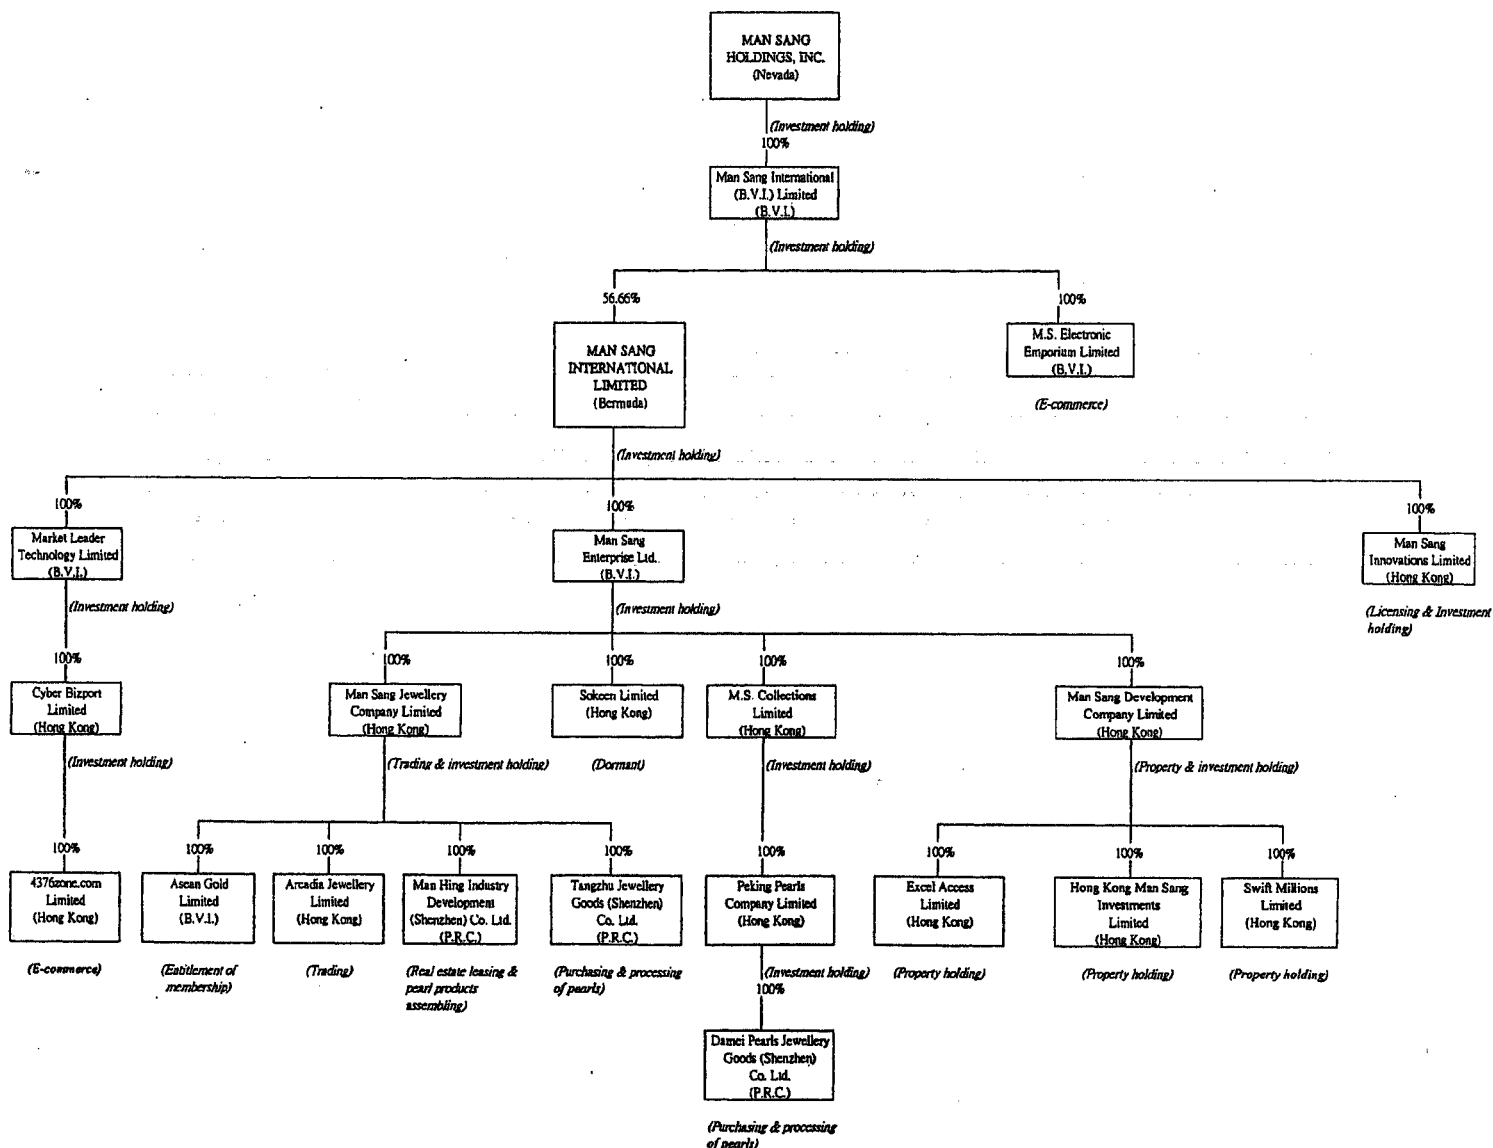 MAN SANG
HOLDINGS, INC.
(Nevada)
(Investment holding)
100%
Man Sang International
(B.V.I.) Limited
(B.V.I.)
(Investment holding)
56.66%
100%
MAN SANG
INTERNATIONAL
LIMITED
(Bermuda)
M.S. Electronic
Emporium Limited
(B.V.I.)
(E-commerce)
(Investment holding)
100%
100%
100%
Market Leader
Technology Limited
(B.V.I.)
Man Sang
Enterprise Ltd.
(B.V.I.)
Man Sang
Innovations Limited
(Hong Kong)
(Investment holding)
(Investment holding)
(Licensing & Investment
holding)
100%
100%
100%
100%
100%
Cyber Bizport
Limited
(Hong Kong)
Man Sang Jewellery
Company Limited
(Hong Kong)
Sokeen Limited
(Hong Kong)
M.S. Collections
Limited
(Hong Kong)
Man Sang Development
Company Limited
(Hong Kong)
(Investment holding)
(Trading & investment holding)
(Dormant)
(Investment holding)
(Property & investment holding)
100%
100%
100%
100%
100%
100%
100%
100%
100%
4376zone.com
Limited
(Hong Kong)
Asean Gold
Limited
(B.V.I.)
Arcadia Jewellery
Limited
(Hong Kong)
Man Hing Industry
Development
(Shenzhen) Co. Ltd.
(P.R.C.)
Tangzhu Jewellery
Goods (Shenzhen)
Co. Ltd.
(P.R.C.)
Peking Pearls
Company Limited
(Hong Kong)
Excel Access
Limited
(Hong Kong)
Hong Kong Man Sang
Investments
Limited
(Hong Kong)
Swift Millions
Limited
(Hong Kong)
(E-commerce)
(Entitlement of
membership)
(Trading)
(Real estate leasing &
pearl products
assembling)
(Purchasing & processing
of pearls)
(Investment holding)
(Property holding)
(Property holding)
(Property holding)
100%
Damei Pearls Jewellery
Goods (Shenzhen)
Co. Ltd.
(P.R.C.)
(Purchasing & processing
of pearls)